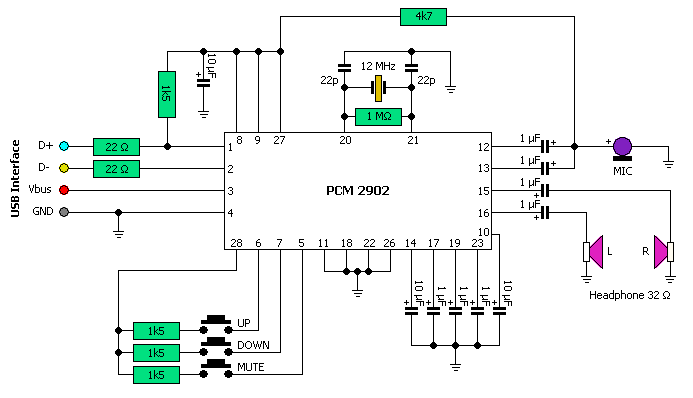 4k7
10 µF
12 MHz
22p
22p
1k5
1 MΩ
8
9
27
20
21
USB Interface
D+
22 Ω
1
12
1 µF
+
D-
22 Ω
2
13
1 µF
+
MIC
Vbus
3
PCM 2902
15
1 µF
+
GND
4
16
1 µF
+
10
28
6
7
5
11
18
22
26
14
17
19
23
L
R
Headphone 32 Ω
10 µF
1 µF
1 µF
1 µF
10 µF
+
+
+
+
+
1k5
UP
1k5
DOWN
1k5
MUTE